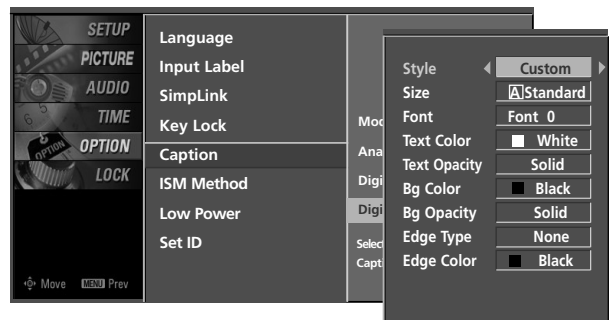 SETUP
PICTURE
AUDIO
TIME
OPTION
LOCK
Move MENU Prev
Language
Input Label
SimpLink
Key Lock
Caption
ISM Method
Low Power
Set ID
Mod
Ana
Digi
Digi
Select
Capti
Style Custom
Size A Standard
Font Font 0
Text Color White
Text Opacity Solid
Bg Color Black
Bg Opacity Solid
Edge Type None
Edge Color Black